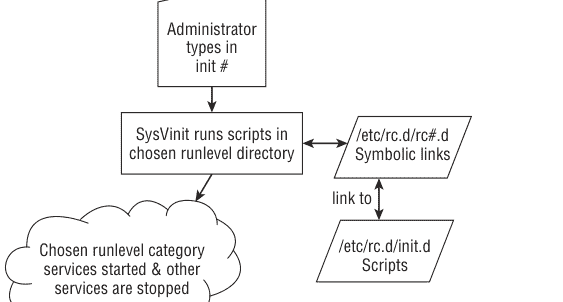 Administrator
types in
init #
SysVinit runs scripts in
chosen runlevel directory
/etc/rc.d/rc#.d
Symbolic links
link to
/etc/rc.d/init.d
Scripts
Chosen runlevel category
services started & other
services are stopped